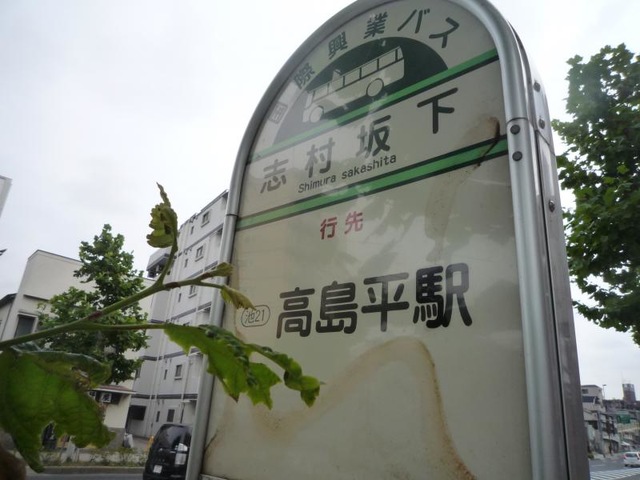 国際興業バス
志村坂下
Shimura sakashita
行先
池21 高島平駅